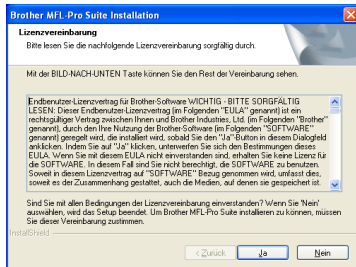 Brother MFL-Pro Suite Installation
Lizenzvereinbarung
Bitte lesen Sie die nachfolgende Lizenzvereinbarung sorgfältig durch.
Mit der BILD-NACH-UNTEN Taste können Sie den Rest der Vereinbarung sehen.
Endbenutzer-Lizenzvertrag für Brother-Software WICHTIG - BITTE SORGFÄLTIG
LESEN: Dieser Endbenutzer-Lizenzvertrag (im Folgenden "EULA" genannt) ist ein
rechtsgültiger Vertrag zwischen Ihnen und Brother Industries, Ltd. (im Folgenden "Brother"
genannt), durch den Ihre Nutzung der Brother-Software (im Folgenden "SOFTWARE"
genannt) geregelt wird, die installiert wird, sobald Sie den "Ja"-Button in diesem Dialogfeld
anklicken. Indem Sie auf "Ja" klicken, unterwerfen Sie sich den Bestimmungen dieses
EULA. Wenn Sie mit diesem EULA nicht einverstanden sind, erhalten Sie keine Lizenz für
die SOFTWARE. In diesem Fall sind Sie nicht berechtigt, die SOFTWARE zu benutzen.
Soweit in diesem Lizenzvertrag auf "SOFTWARE" Bezug genommen wird, umfasst dies,
soweit es der Zusammenhang gestattet, auch die Medien, auf denen sie gespeichert ist.
Sind Sie mit allen Bedingungen der Lizenzvereinbarung einverstanden? Wenn Sie 'Nein'
auswählen, wird das Setup beendet. Um Brother MFL-Pro Suite installieren zu können, müssen
Sie dieser Vereinbarung zustimmen.
InstallShield
< Zurück Ja Nein